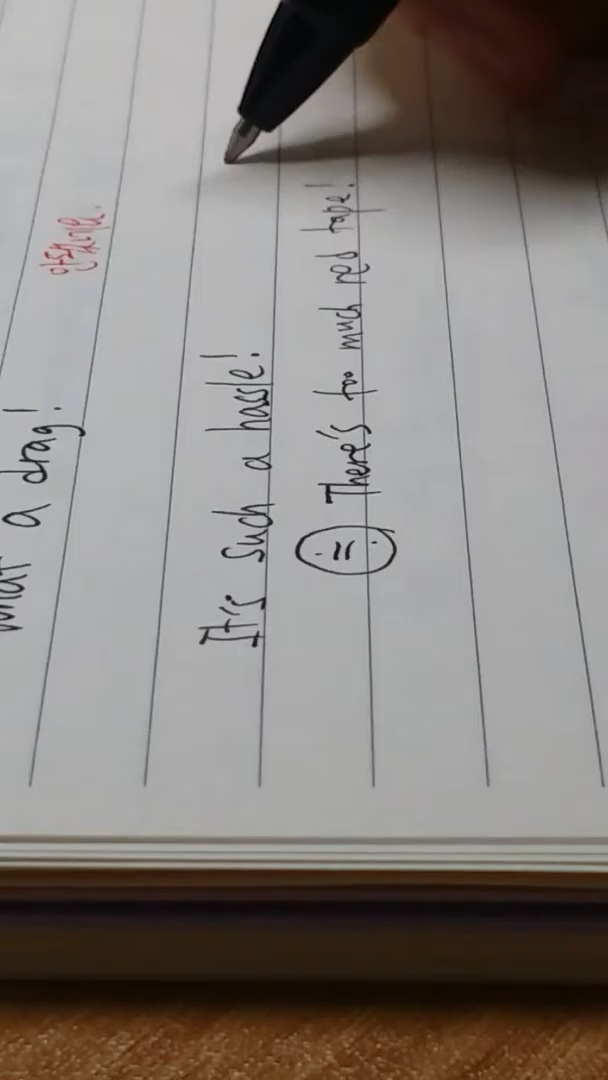 a drag!
It's such a hassle!
≒ There's too much red tape!